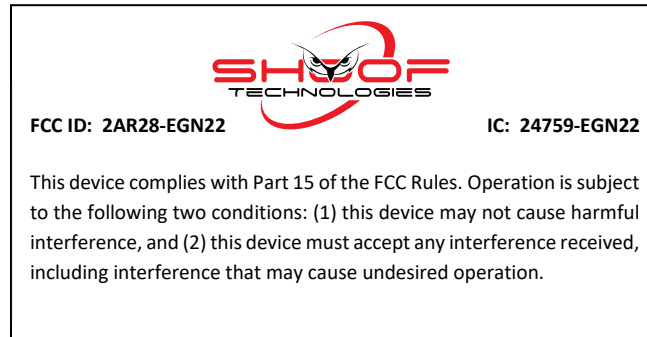 SHOOF
TECHNOLOGIES
FCC ID: 2AR28-EGN22 IC: 24759-EGN22
This device complies with Part 15 of the FCC Rules. Operation is subject
to the following two conditions: (1) this device may not cause harmful
interference, and (2) this device must accept any interference received,
including interference that may cause undesired operation.